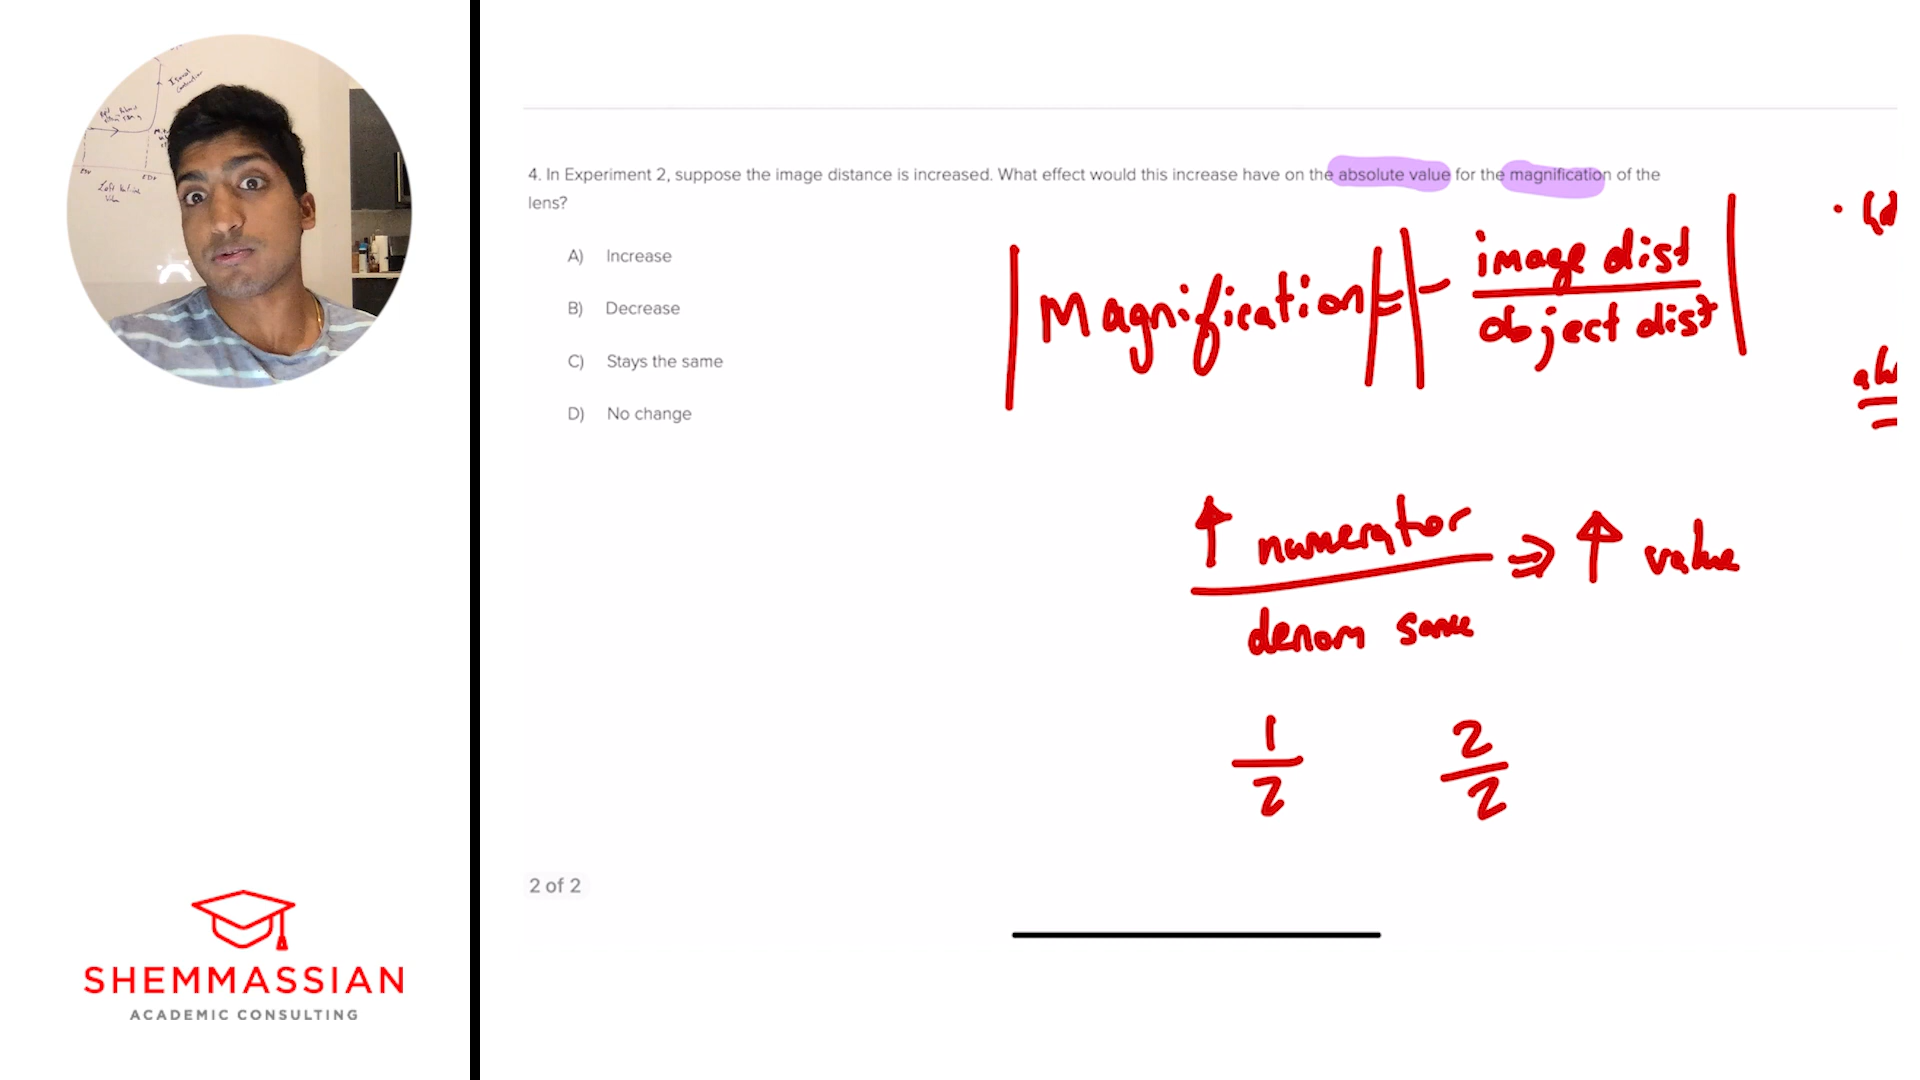 4. In Experiment 2, suppose the image distance is increased. What effect would this increase have on the absolute value for the magnification of the
lens?
A) Increase
B) Decrease
C) Stays the same
D) No change
|Magnification| = |- image dist
object dist|
↑ numerator
denom same
⇒ ↑ value
1
2
2
2
2 of 2
SHEMMASSIAN
ACADEMIC CONSULTING